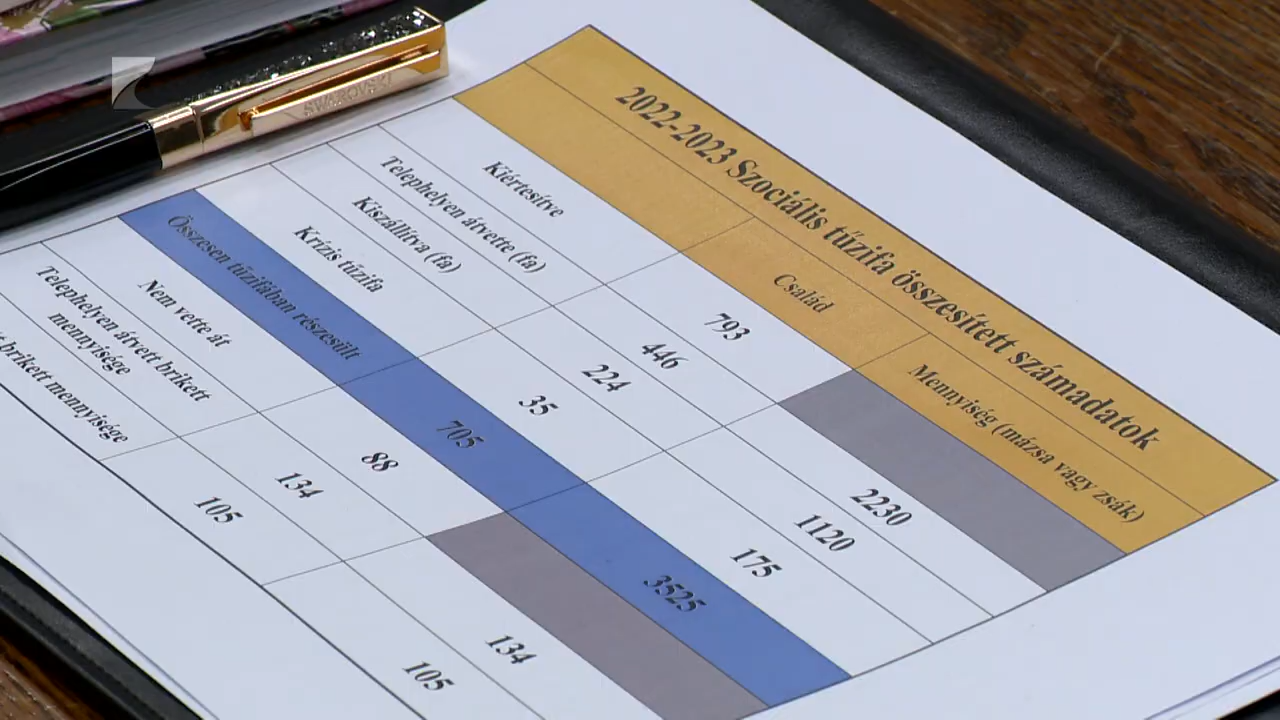 SWAROVSKI
2022-2023 Szociális tűzifa összesített számadatok
Család
Mennyiség (mázsa vagy zsák)
Kiértesítve
793
Telephelyen átvette (fa)
446
2230
Kiszállítva (fa)
224
1120
Krízis tűzifa
35
175
Összesen tűzifában részesült
705
3525
Nem vette át
88
Telephelyen átvett brikett
mennyisége
134
134
brikett mennyisége
105
105